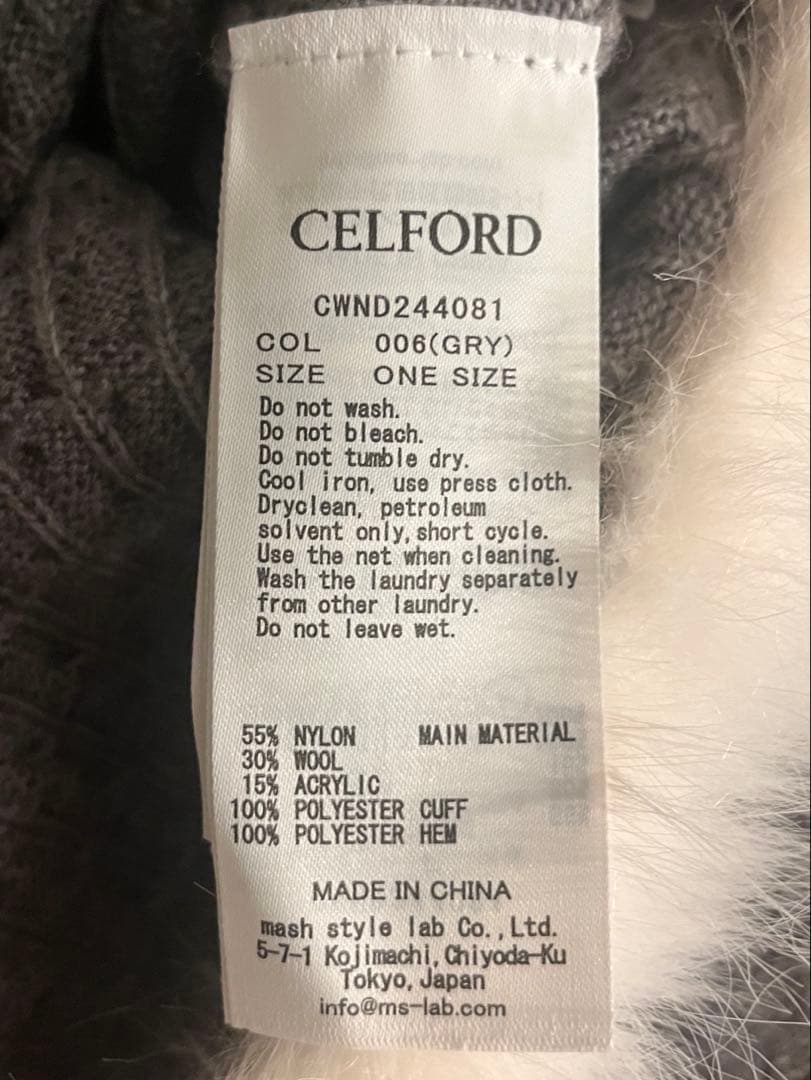 CELFORD
CWND244081
COL 006(GRY)
SIZE ONE SIZE
Do not wash.
Do not bleach.
Do not tumble dry.
Cool iron, use press cloth.
Dryclean, petroleum
solvent only, short cycle.
Use the net when cleaning.
Wash the laundry separately
from other laundry.
Do not leave wet.
55% NYLON MAIN MATERIAL
30% WOOL
15% ACRYLIC
100% POLYESTER CUFF
100% POLYESTER HEM
MADE IN CHINA
mash style lab Co.,Ltd.
5-7-1 Kojimachi, Chiyoda-Ku
Tokyo, Japan
info@ms-lab.com